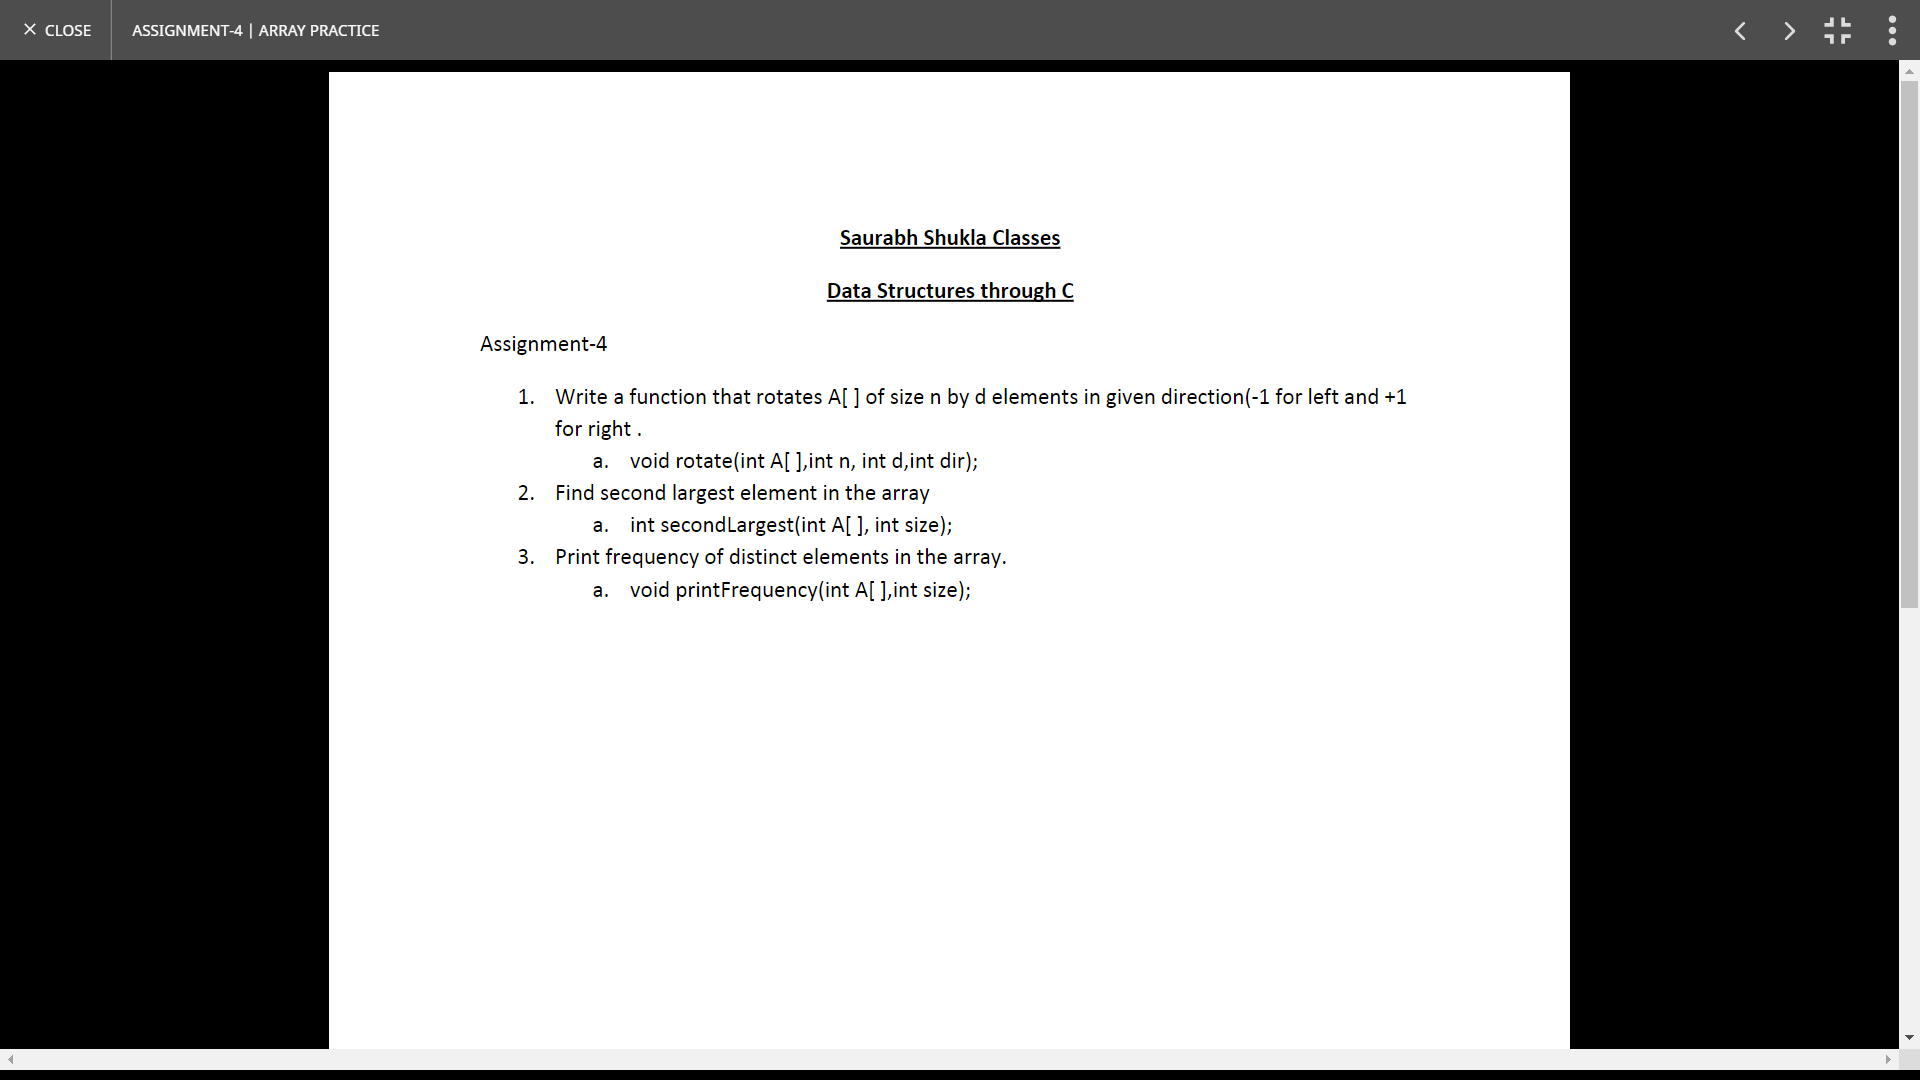 CLOSE
ASSIGNMENT-4 | ARRAY PRACTICE
Saurabh Shukla Classes
Data Structures through C
Assignment-4
1. Write a function that rotates A[ ] of size n by d elements in given direction(-1 for left and +1
for right .
a. void rotate(int A[ ],int n, int d,int dir);
2. Find second largest element in the array
a. int secondLargest(int A[ ], int size);
3. Print frequency of distinct elements in the array.
a. void printFrequency(int A[ ],int size);